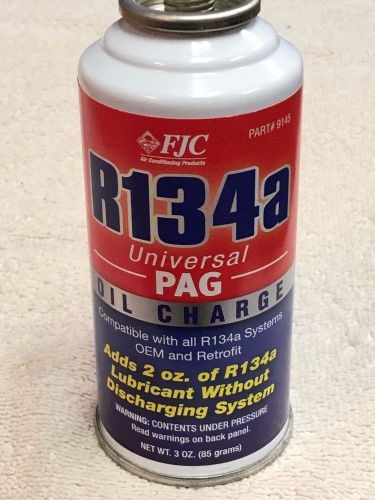 PART# 9145
FJC
Air Conditioning Products
R134a
Universal
PAG
OIL CHARGE
Compatible with all R134a Systems
OEM and Retrofit
Adds 2 oz. of R134a
Lubricant Without
Discharging System
WARNING: CONTENTS UNDER PRESSURE
Read warnings on back panel.
NET WT. 3 OZ. (85 grams)